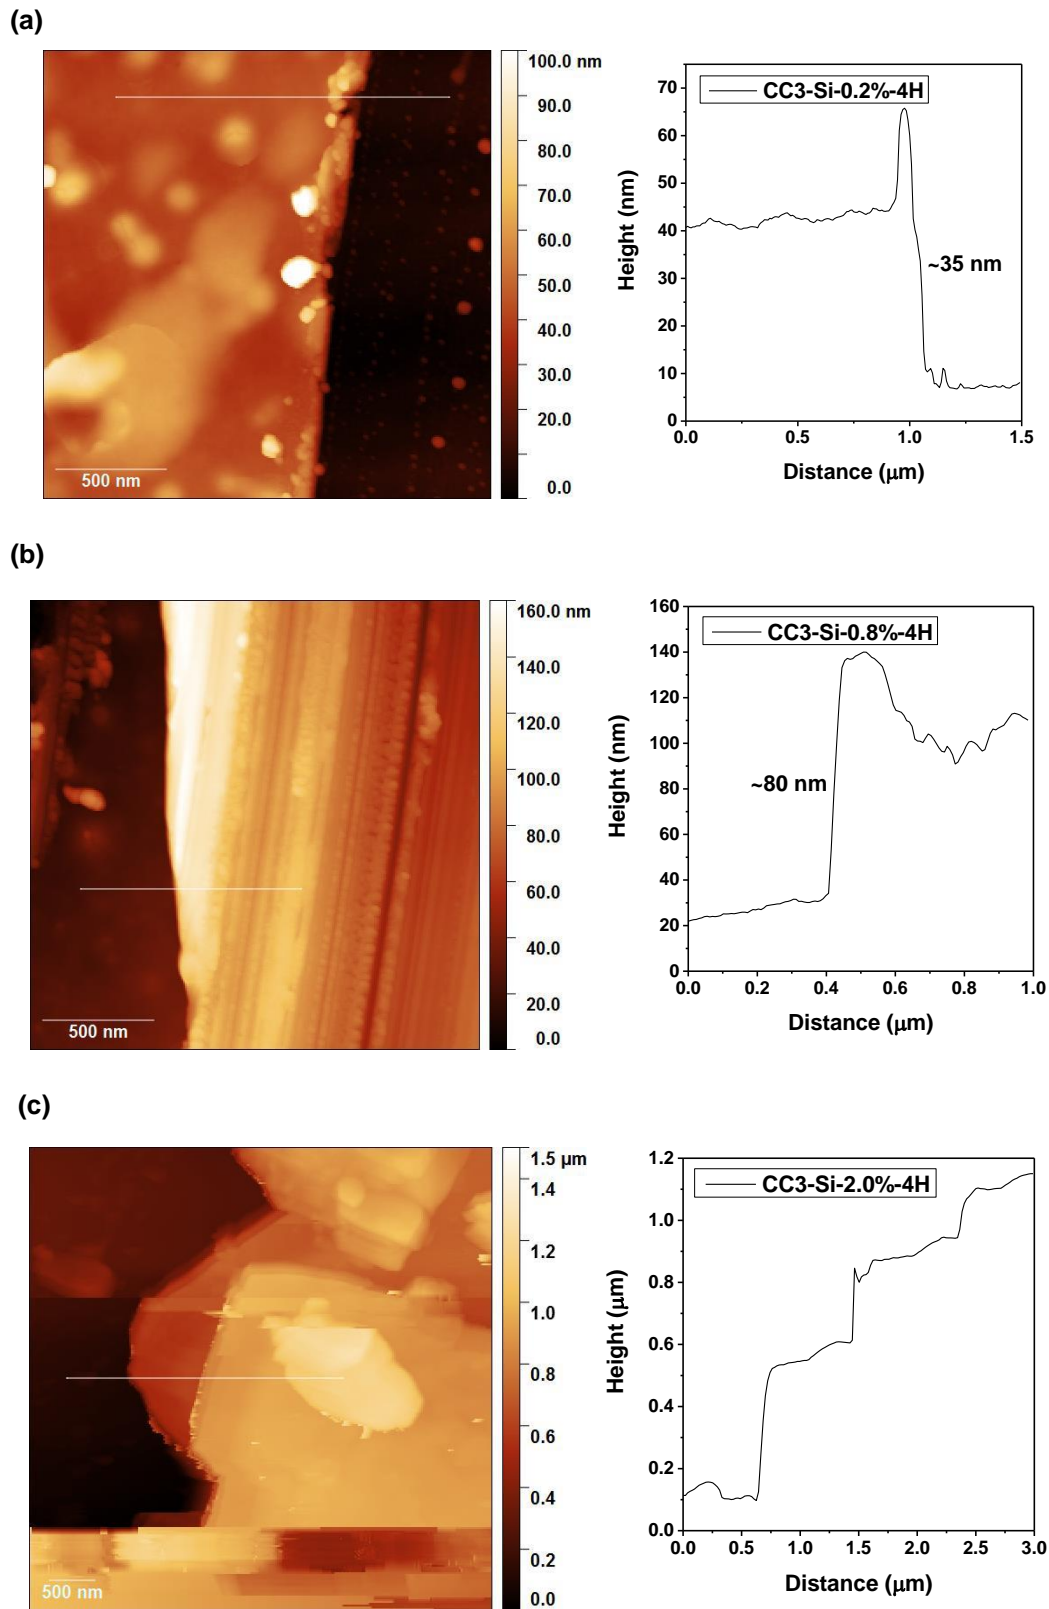 (a)
100.0 nm
90.0
80.0
70.0
60.0
50.0
40.0
30.0
20.0
0.0
500 nm
CC3-Si-0.2%-4H
70
60
50
40
30
20
10
0
Height (nm)
~35 nm
0.0 0.5 1.0 1.5
Distance (μm)
(b)
160.0 nm
140.0
120.0
100.0
80.0
60.0
40.0
20.0
0.0
500 nm
CC3-Si-0.8%-4H
160
140
120
100
80
60
40
20
0
Height (nm)
~80 nm
0.0 0.2 0.4 0.6 0.8 1.0
Distance (μm)
(c)
1.5 μm
1.4
1.2
1.0
0.8
0.6
0.4
0.2
0.0
500 nm
CC3-Si-2.0%-4H
1.2
1.0
0.8
0.6
0.4
0.2
0.0
Height (μm)
0.0 0.5 1.0 1.5 2.0 2.5 3.0
Distance (μm)